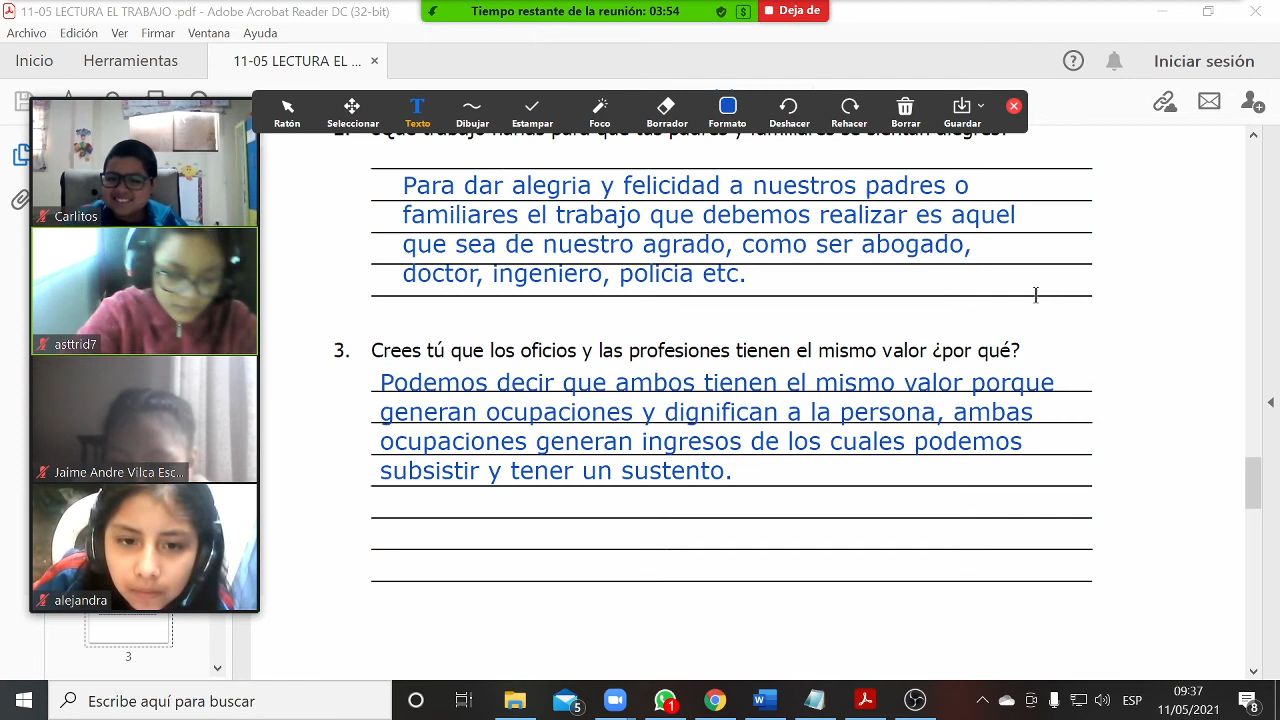 11-05 LECTURA EL TRABAJO .pdf - Adobe Acrobat Reader DC (32-bit)
Tiempo restante de la reunión: 03:54
Deja de
Archivo Edición Ver Firmar Ventana Ayuda
Inicio Herramientas 11-05 LECTURA EL ... × Iniciar sesión
Ratón Seleccionar Texto Dibujar Estampar Foco Borrador Formato Deshacer Rehacer Borrar Guardar
Para dar alegria y felicidad a nuestros padres o
familiares el trabajo que debemos realizar es aquel
que sea de nuestro agrado, como ser abogado,
doctor, ingeniero, policia etc.
3. Crees tú que los oficios y las profesiones tienen el mismo valor ¿por qué?
Podemos decir que ambos tienen el mismo valor porque
generan ocupaciones y dignifican a la persona, ambas
ocupaciones generan ingresos de los cuales podemos
subsistir y tener un sustento.
Carlitos
asttrid7
Jaime Andre Vilca Esc...
alejandra
3
Escribe aquí para buscar
5
1
ESP
09:37
11/05/2021
8